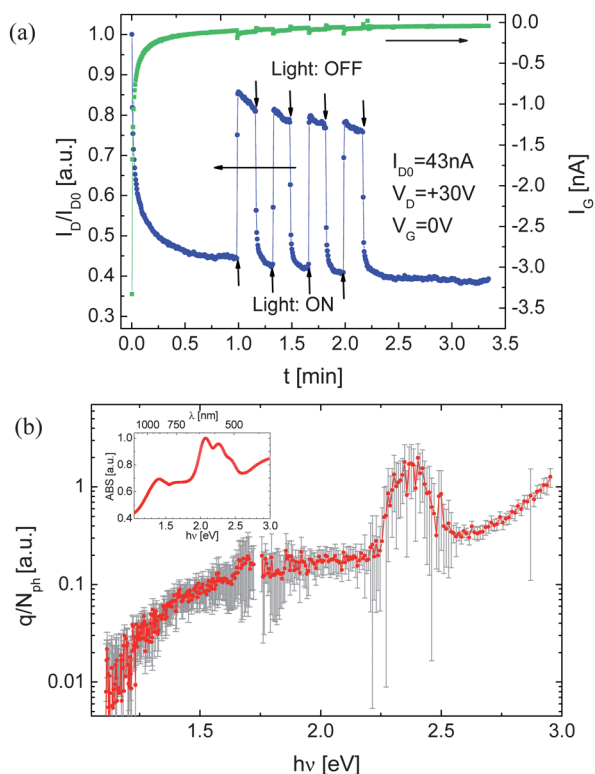 (a)
1.0
0.9
0.8
0.7
0.6
0.5
0.4
0.3
I_D/I_D0 [a.u.]
Light: OFF
I_D0=43nA
V_D=+30V
V_G=0V
Light: ON
0.0
-0.5
-1.0
-1.5
-2.0
-2.5
-3.0
-3.5
I_G [nA]
0.0 0.5 1.0 1.5 2.0 2.5 3.0 3.5
t [min]
(b)
λ [nm]
1000 750 500
1.0
0.8
0.6
0.4
ABS [a.u.]
1.5 2.0 2.5 3.0
hν [eV]
1
0.1
0.01
q/N_ph [a.u.]
1.5 2.0 2.5 3.0
hν [eV]